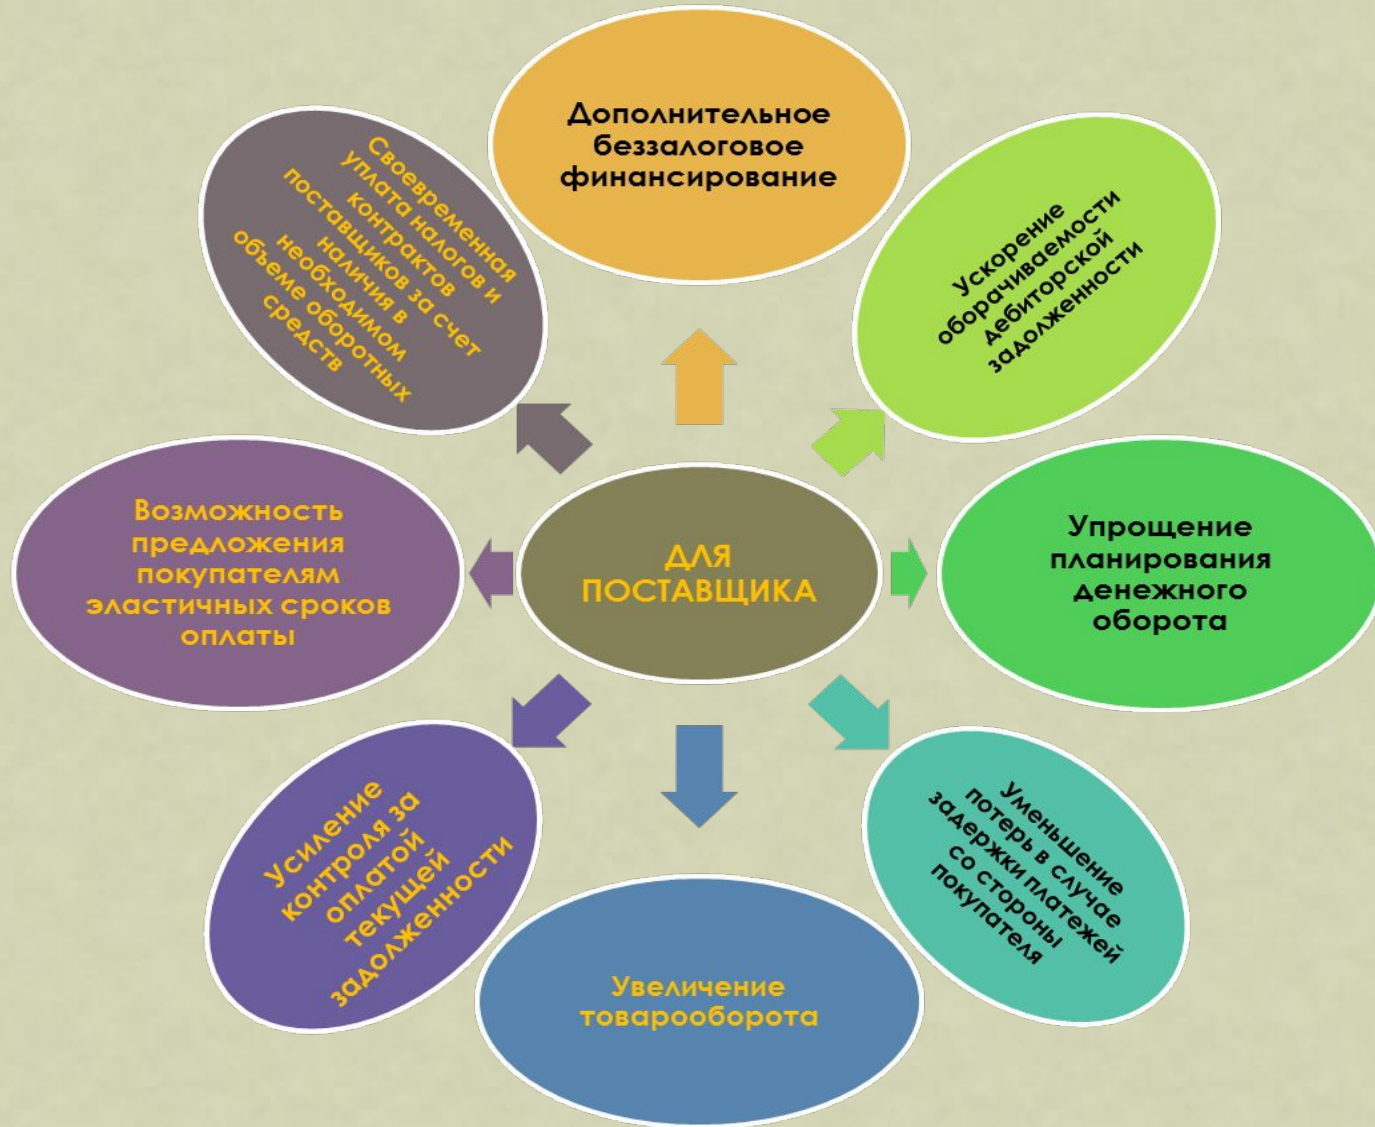 Дополнительное
беззалоговое
финансирование
Ускорение
оборачиваемости
дебиторской
задолженности
Упрощение
планирования
денежного
оборота
Уменьшение
потерь в случае
задержки платежей
со стороны
покупателя
Увеличение
товарооборота
Усиление
контроля за
оплатой
текущей
задолженности
Возможность
предложения
покупателям
эластичных сроков
оплаты
Своевременная
уплата налогов и
контрактов
поставщиков за счет
наличия в
необходимом
объеме оборотных
средств
ДЛЯ
ПОСТАВЩИКА